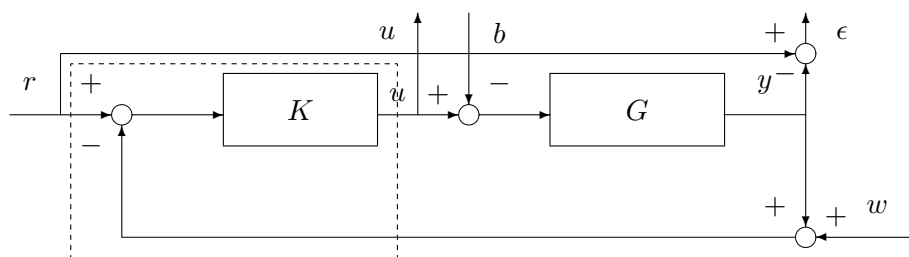 u b + ϵ
r + u + − y −
K G
−
+ + w